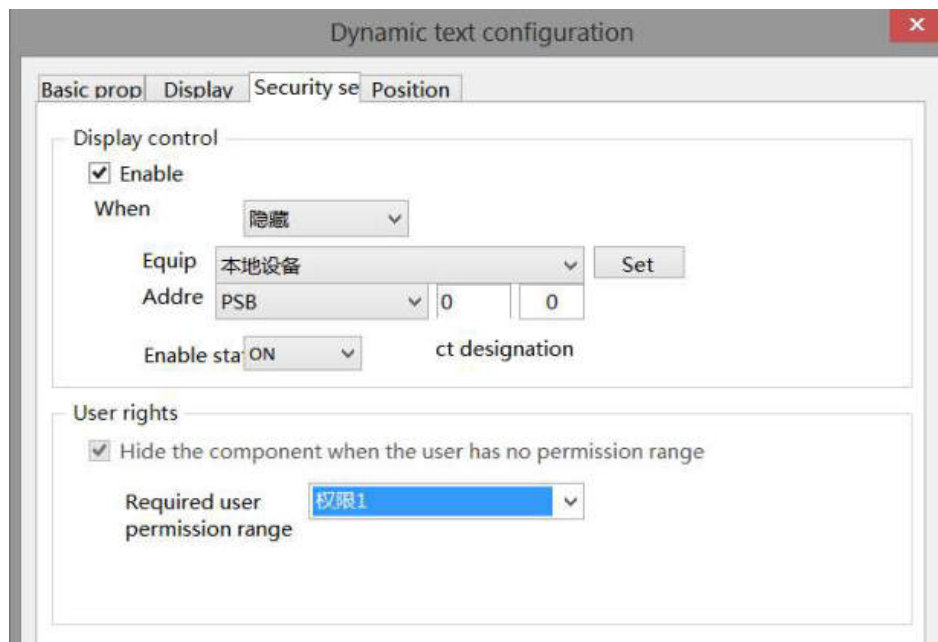 Dynamic text configuration
Basic prop Display Security se Position
Display control
Enable
When 隐藏
Equip 本地设备 Set
Addre PSB 0 0
Enable sta ON ct designation
User rights
Hide the component when the user has no permission range
Required user 权限1
permission range